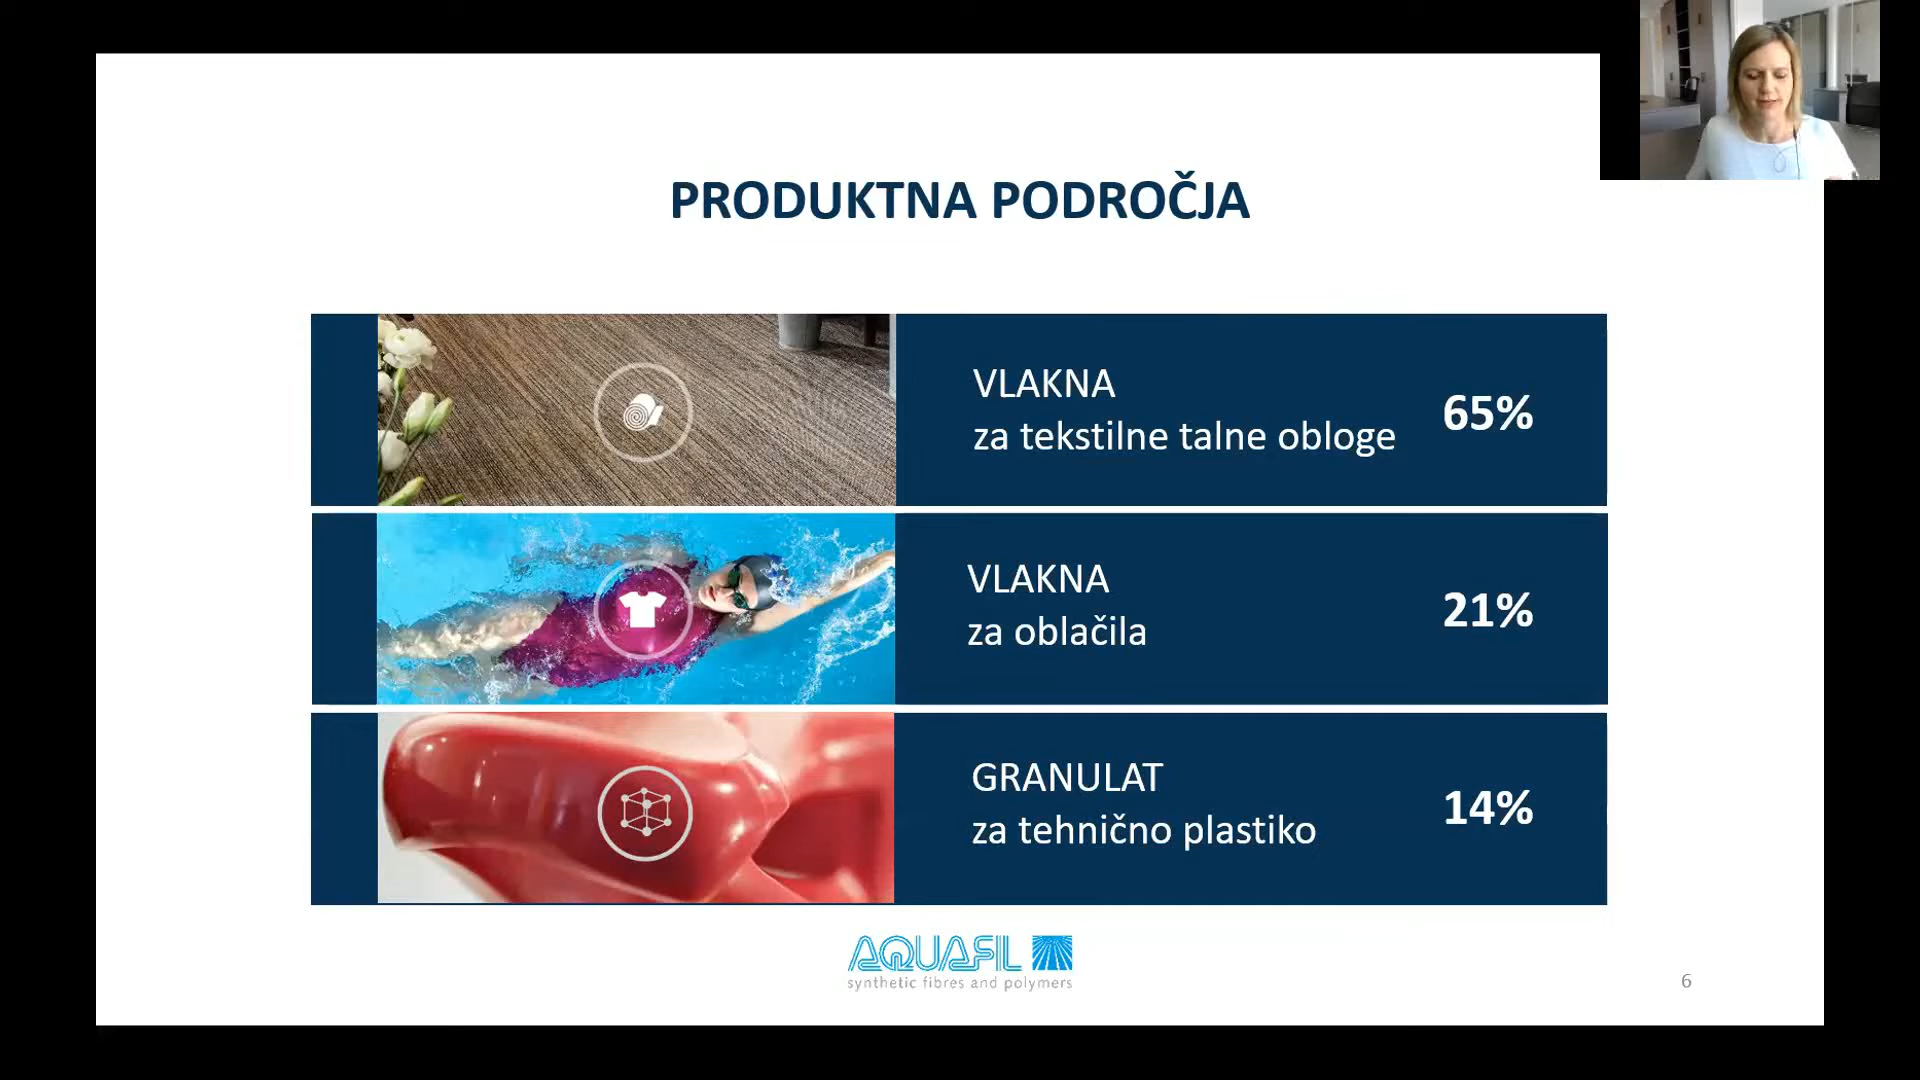 PRODUKTNA PODROČJA
VLAKNA
za tekstilne talne obloge
65%
VLAKNA
za oblačila
21%
GRANULAT
za tehnično plastiko
14%
AQUAFIL
synthetic fibres and polymers
6